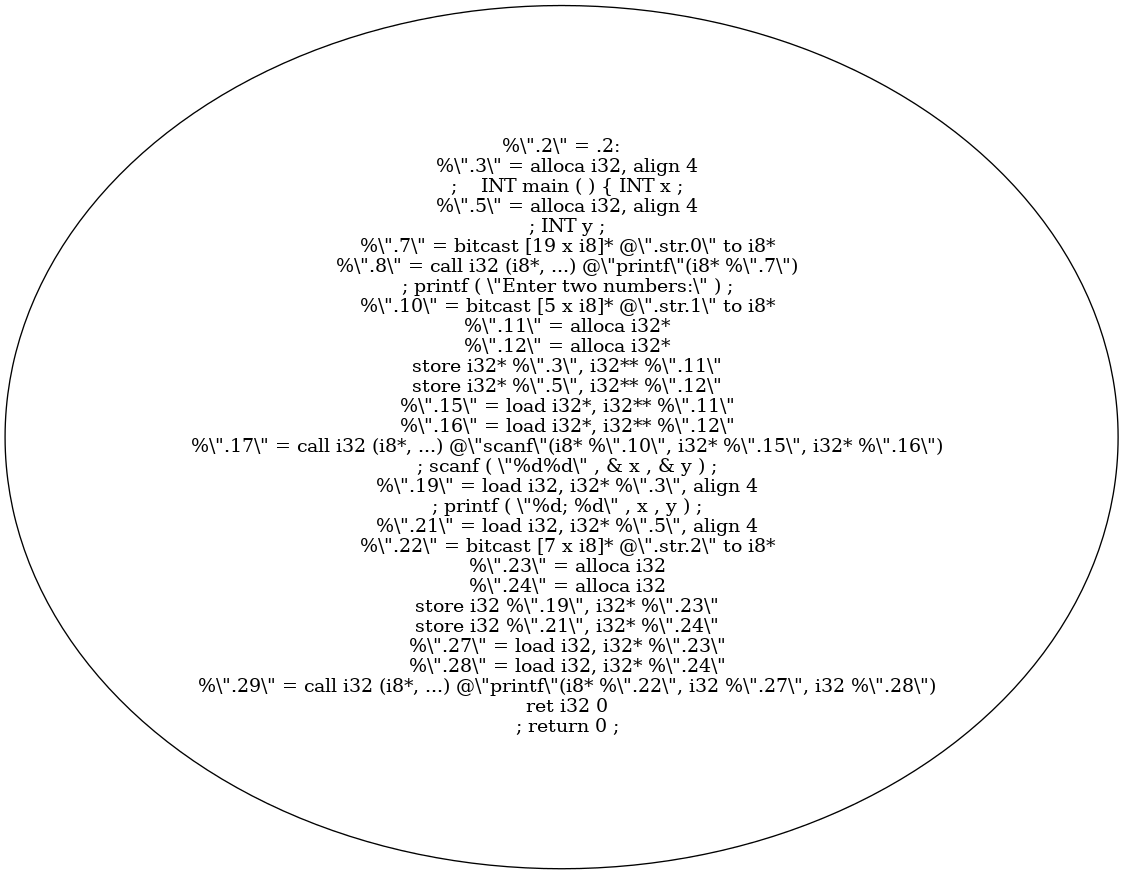 %\".2\" = .2:
%\".3\" = alloca i32, align 4
;    INT main ( ) { INT x ;
%\".5\" = alloca i32, align 4
; INT y ;
%\".7\" = bitcast [19 x i8]* @\".str.0\" to i8*
%\".8\" = call i32 (i8*, ...) @\"printf\"(i8* %\".7\")
; printf ( \"Enter two numbers:\" ) ;
%\".10\" = bitcast [5 x i8]* @\".str.1\" to i8*
%\".11\" = alloca i32*
%\".12\" = alloca i32*
store i32* %\".3\", i32** %\".11\"
store i32* %\".5\", i32** %\".12\"
%\".15\" = load i32*, i32** %\".11\"
%\".16\" = load i32*, i32** %\".12\"
%\".17\" = call i32 (i8*, ...) @\"scanf\"(i8* %\".10\", i32* %\".15\", i32* %\".16\")
; scanf ( \"%d%d\" , & x , & y ) ;
%\".19\" = load i32, i32* %\".3\", align 4
; printf ( \"%d; %d\" , x , y ) ;
%\".21\" = load i32, i32* %\".5\", align 4
%\".22\" = bitcast [7 x i8]* @\".str.2\" to i8*
%\".23\" = alloca i32
%\".24\" = alloca i32
store i32 %\".19\", i32* %\".23\"
store i32 %\".21\", i32* %\".24\"
%\".27\" = load i32, i32* %\".23\"
%\".28\" = load i32, i32* %\".24\"
%\".29\" = call i32 (i8*, ...) @\"printf\"(i8* %\".22\", i32 %\".27\", i32 %\".28\")
ret i32 0
; return 0 ;